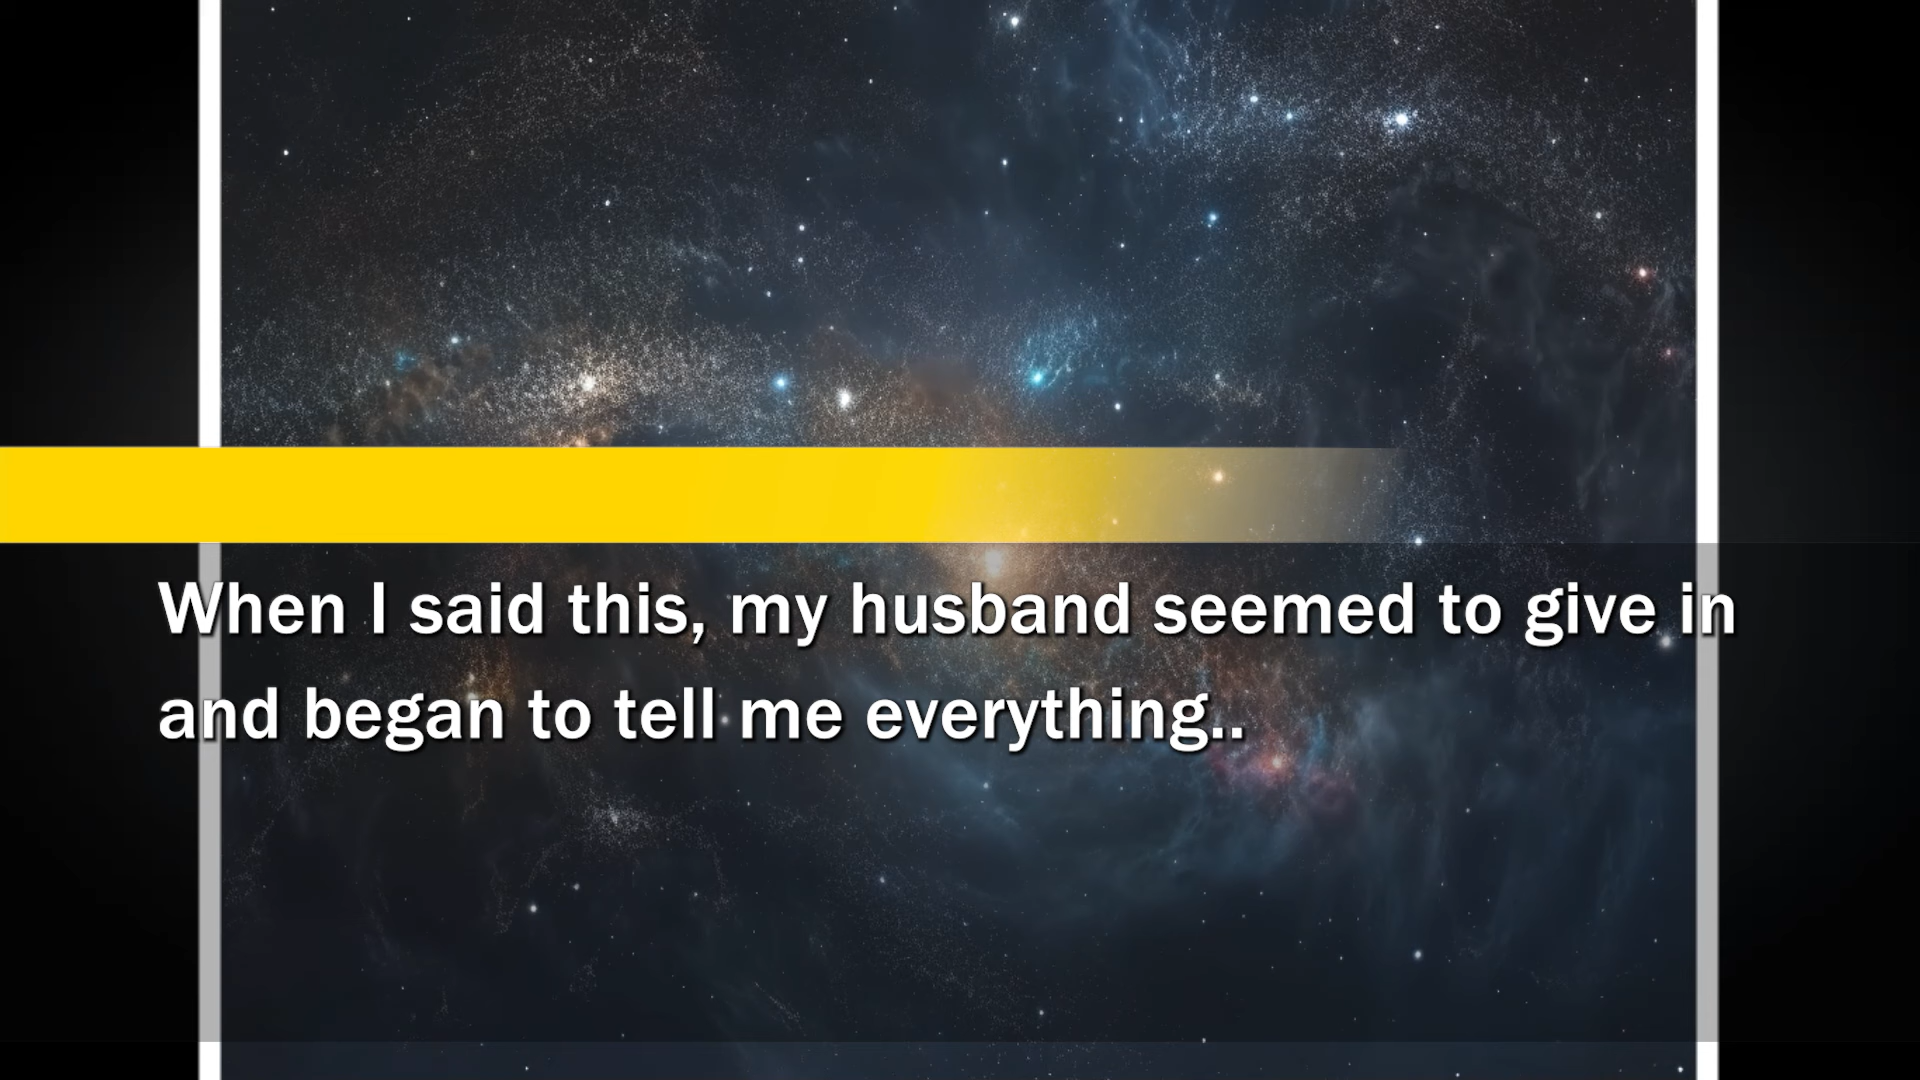 When I said this, my husband seemed to give in
and began to tell me everything..